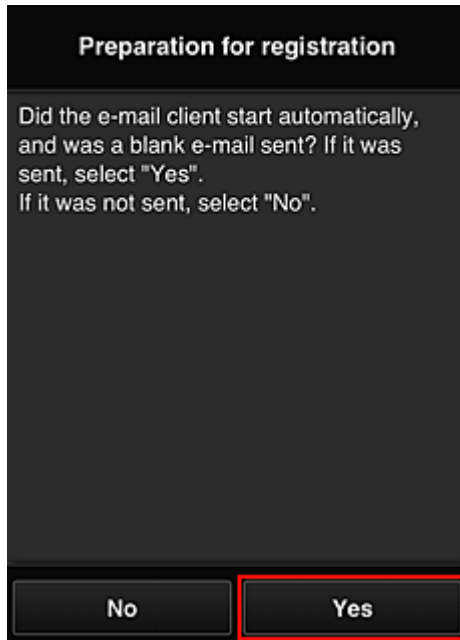 Preparation for registration
Did the e-mail client start automatically,
and was a blank e-mail sent? If it was
sent, select "Yes".
If it was not sent, select "No".
No
Yes